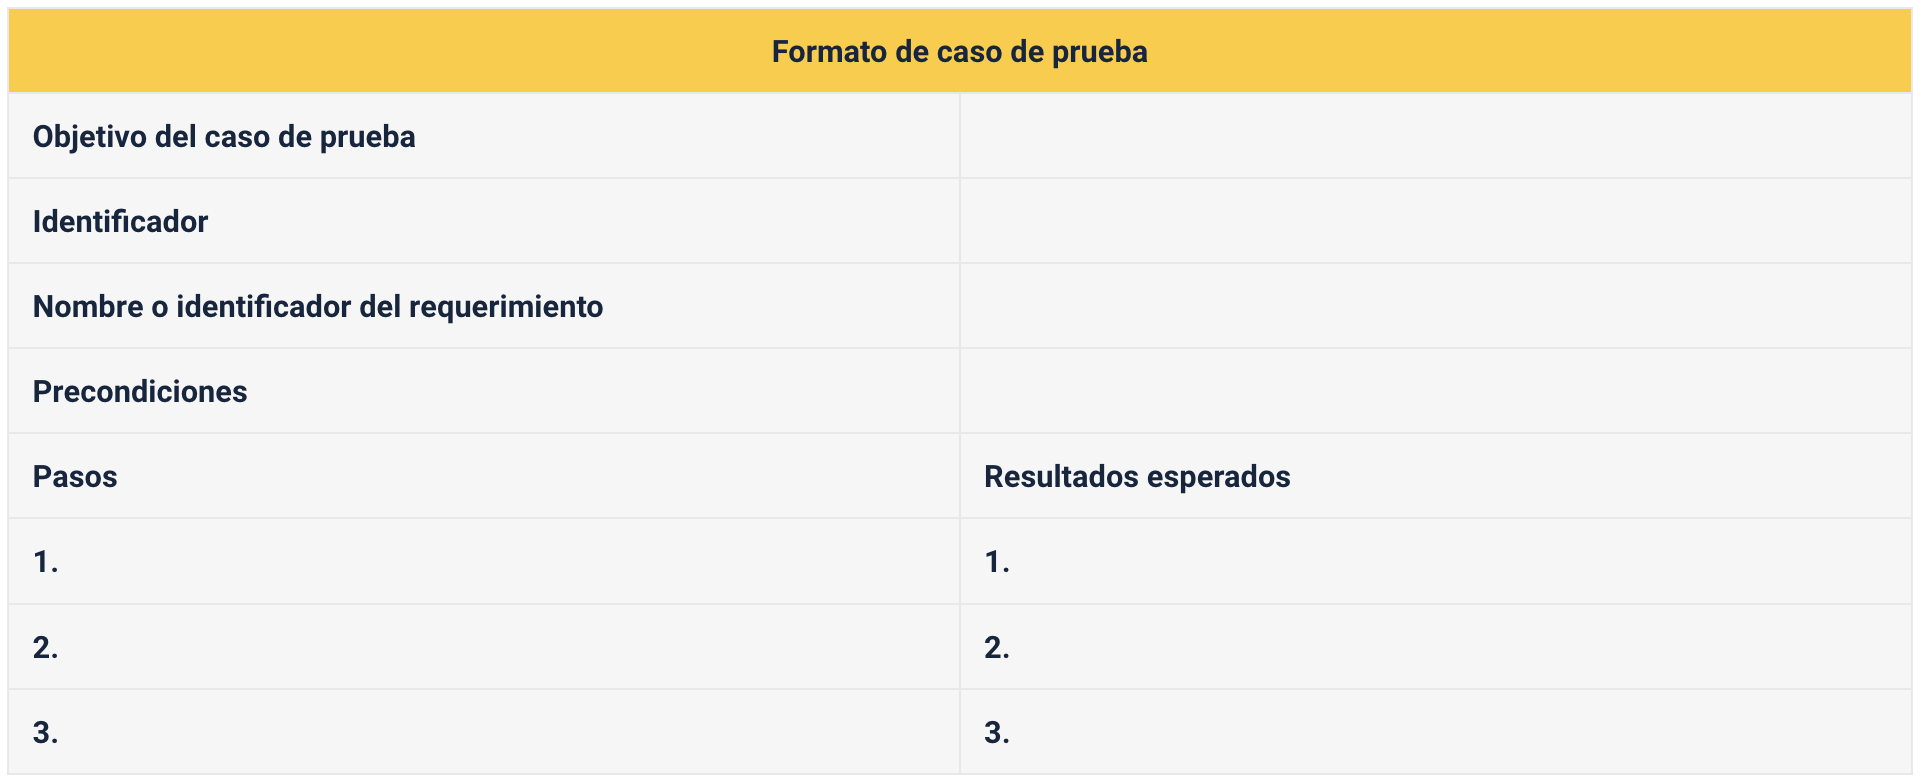 Formato de caso de prueba
Objetivo del caso de prueba
Identificador
Nombre o identificador del requerimiento
Precondiciones
Pasos
Resultados esperados
1.
1.
2.
2.
3.
3.